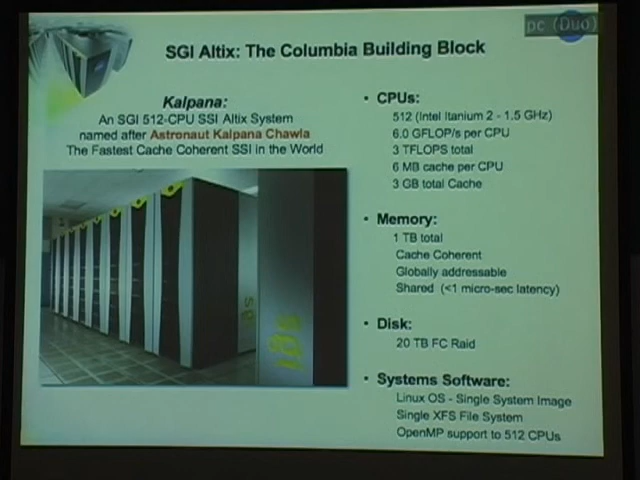 pc (Duo)
SGI Altix: The Columbia Building Block
Kalpana:
An SGI 512-CPU SSI Altix System
named after Astronaut Kalpana Chawla
The Fastest Cache Coherent SSI in the World
sgi
sgi
• CPUs:
512 (Intel Itanium 2 - 1.5 GHz)
6.0 GFLOP/s per CPU
3 TFLOPS total
6 MB cache per CPU
3 GB total Cache
• Memory:
1 TB total
Cache Coherent
Globally addressable
Shared (<1 micro-sec latency)
• Disk:
20 TB FC Raid
• Systems Software:
Linux OS - Single System Image
Single XFS File System
OpenMP support to 512 CPUs